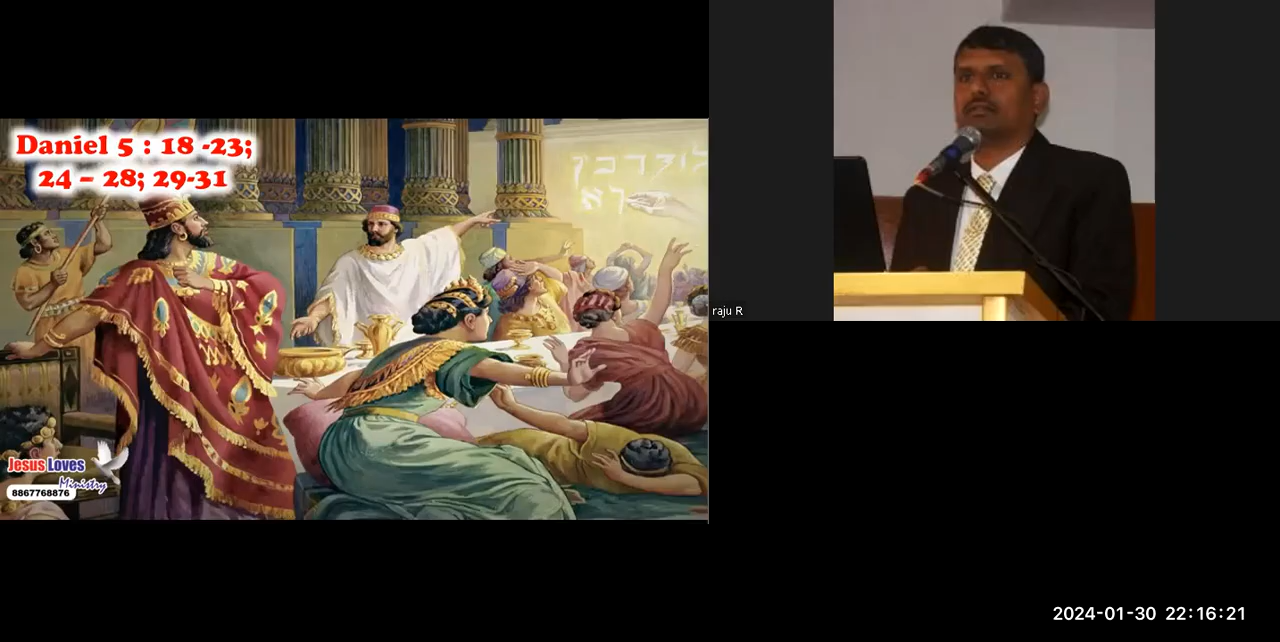 Daniel 5 : 18 -23;
24 – 28; 29-31
Jesus Loves
Ministry
8867768876
raju R
2024-01-30 22:16:21